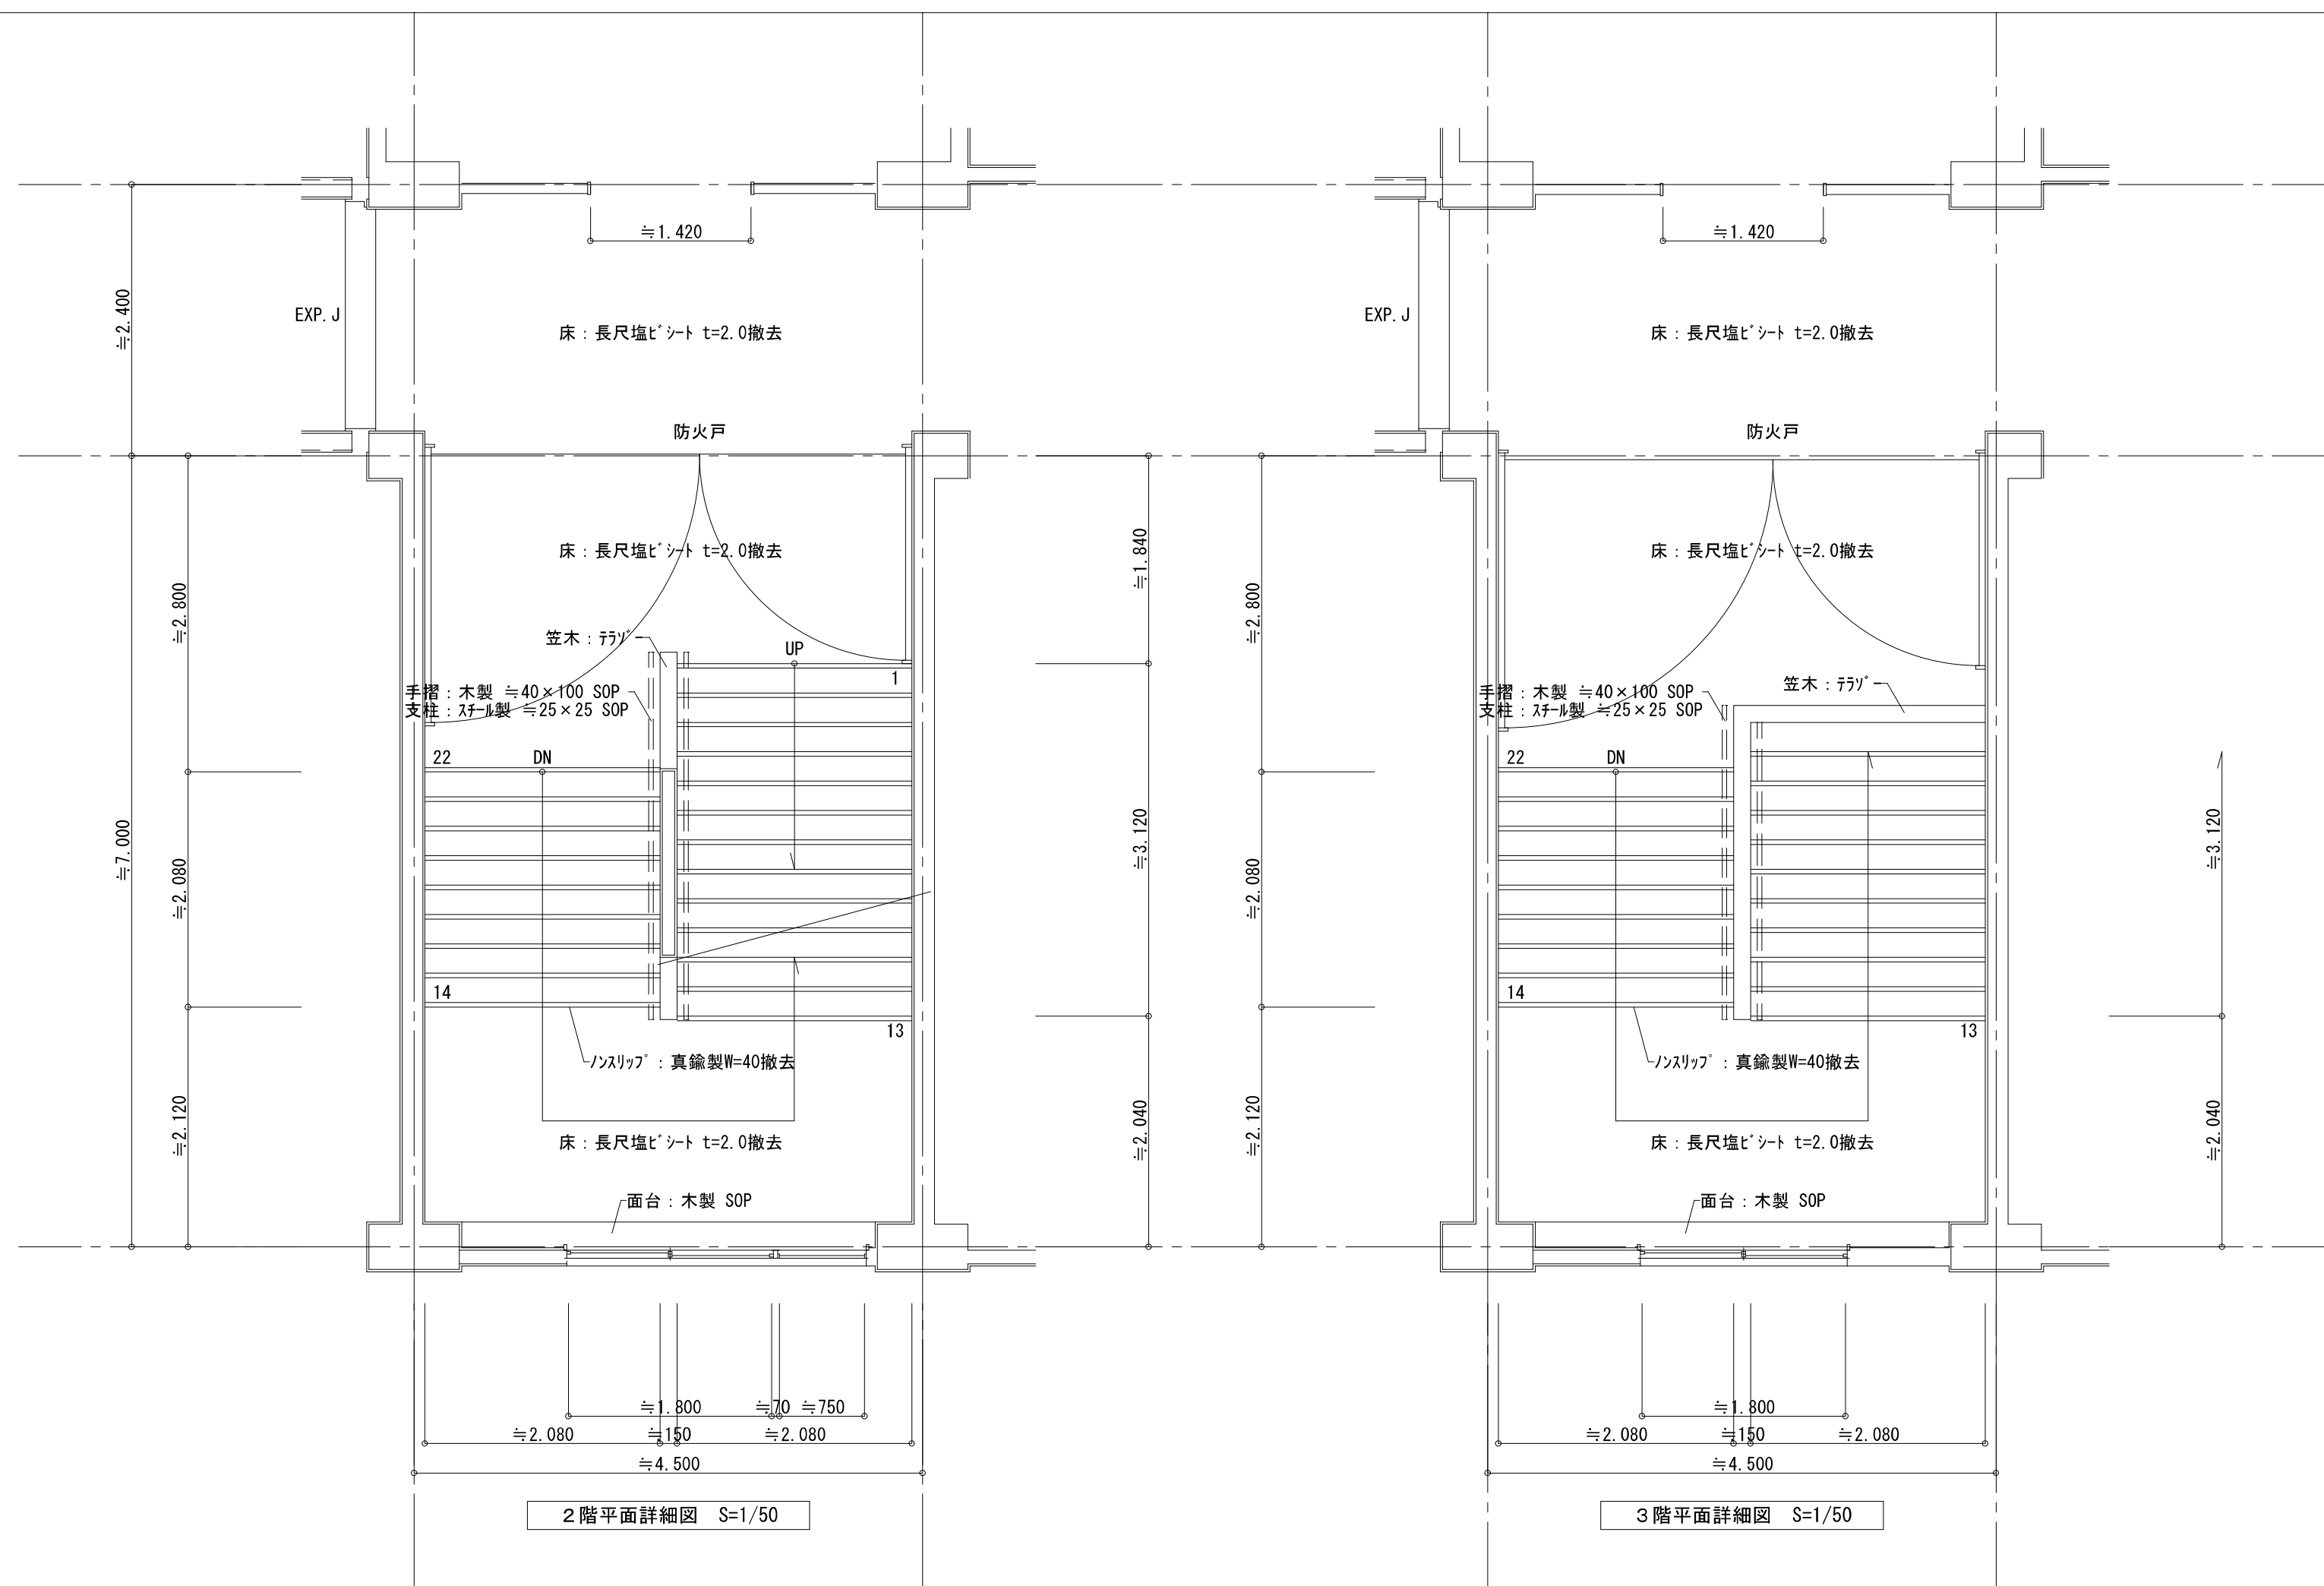 ≒1.420
≒2.400
EXP.J
床：長尺塩ﾋﾞｼｰﾄ t=2.0撤去
防火戸
床：長尺塩ﾋﾞｼｰﾄ t=2.0撤去
≒2.800
≒1.840
笠木：ﾃﾗｿﾞｰ
UP
1
手摺：木製 ≒40×100 SOP
支柱：ｽﾁｰﾙ製 ≒25×25 SOP
22
DN
≒7.000
≒2.080
≒3.120
14
13
ﾉﾝｽﾘｯﾌﾟ：真鍮製W=40撤去
≒2.120
≒2.040
床：長尺塩ﾋﾞｼｰﾄ t=2.0撤去
面台：木製 SOP
≒1.800
≒70
≒750
≒2.080
≒150
≒2.080
≒4.500
２階平面詳細図　S=1/50
≒1.420
EXP.J
床：長尺塩ﾋﾞｼｰﾄ t=2.0撤去
防火戸
床：長尺塩ﾋﾞｼｰﾄ t=2.0撤去
≒2.800
笠木：ﾃﾗｿﾞｰ
手摺：木製 ≒40×100 SOP
支柱：ｽﾁｰﾙ製 ≒25×25 SOP
22
DN
≒2.080
≒3.120
14
13
ﾉﾝｽﾘｯﾌﾟ：真鍮製W=40撤去
≒2.120
≒2.040
床：長尺塩ﾋﾞｼｰﾄ t=2.0撤去
面台：木製 SOP
≒1.800
≒2.080
≒150
≒2.080
≒4.500
３階平面詳細図　S=1/50